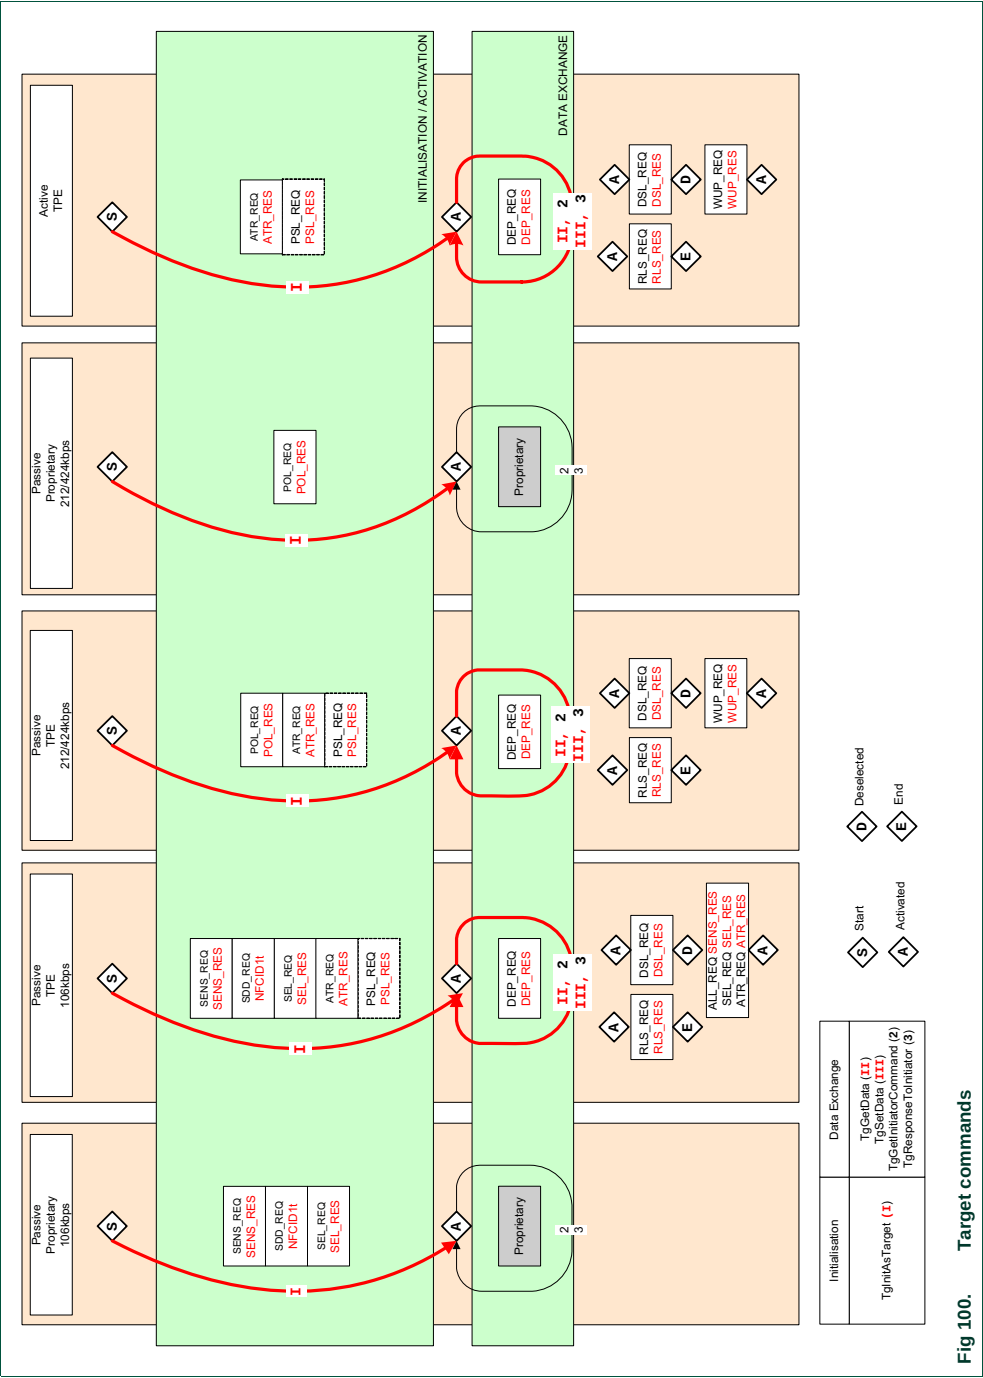 Passive
Proprietary
106kbps
S
SENS_REQ
SENS_RES
SDD_REQ
NFCID1t
SEL_REQ
SEL_RES
I
A
Proprietary
2
3
Passive
TPE
106kbps
S
SENS_REQ
SENS_RES
SDD_REQ
NFCID1t
SEL_REQ
SEL_RES
ATR_REQ
ATR_RES
PSL_REQ
PSL_RES
I
A
DEP_REQ
DEP_RES
II, 2
III, 3
A
RLS_REQ
RLS_RES
E
A
DSL_REQ
DSL_RES
D
ALL_REQ SENS_RES
SEL_REQ SEL_RES
ATR_REQ ATR_RES
A
Passive
TPE
212/424kbps
S
POL_REQ
POL_RES
ATR_REQ
ATR_RES
PSL_REQ
PSL_RES
I
A
DEP_REQ
DEP_RES
II, 2
III, 3
A
RLS_REQ
RLS_RES
E
A
DSL_REQ
DSL_RES
D
WUP_REQ
WUP_RES
A
Passive
Proprietary
212/424kbps
S
POL_REQ
POL_RES
I
A
Proprietary
2
3
Active
TPE
S
ATR_REQ
ATR_RES
PSL_REQ
PSL_RES
I
A
DEP_REQ
DEP_RES
II, 2
III, 3
A
RLS_REQ
RLS_RES
E
A
DSL_REQ
DSL_RES
D
WUP_REQ
WUP_RES
A
INITIALISATION / ACTIVATION
DATA EXCHANGE
Initialisation
Data Exchange
TgInitAsTarget (I)
TgGetData (II)
TgSetData (III)
TgGetInitiatorCommand (2)
TgResponseToInitiator (3)
S Start
D Deselected
A Activated
E End
Fig 100. Target commands